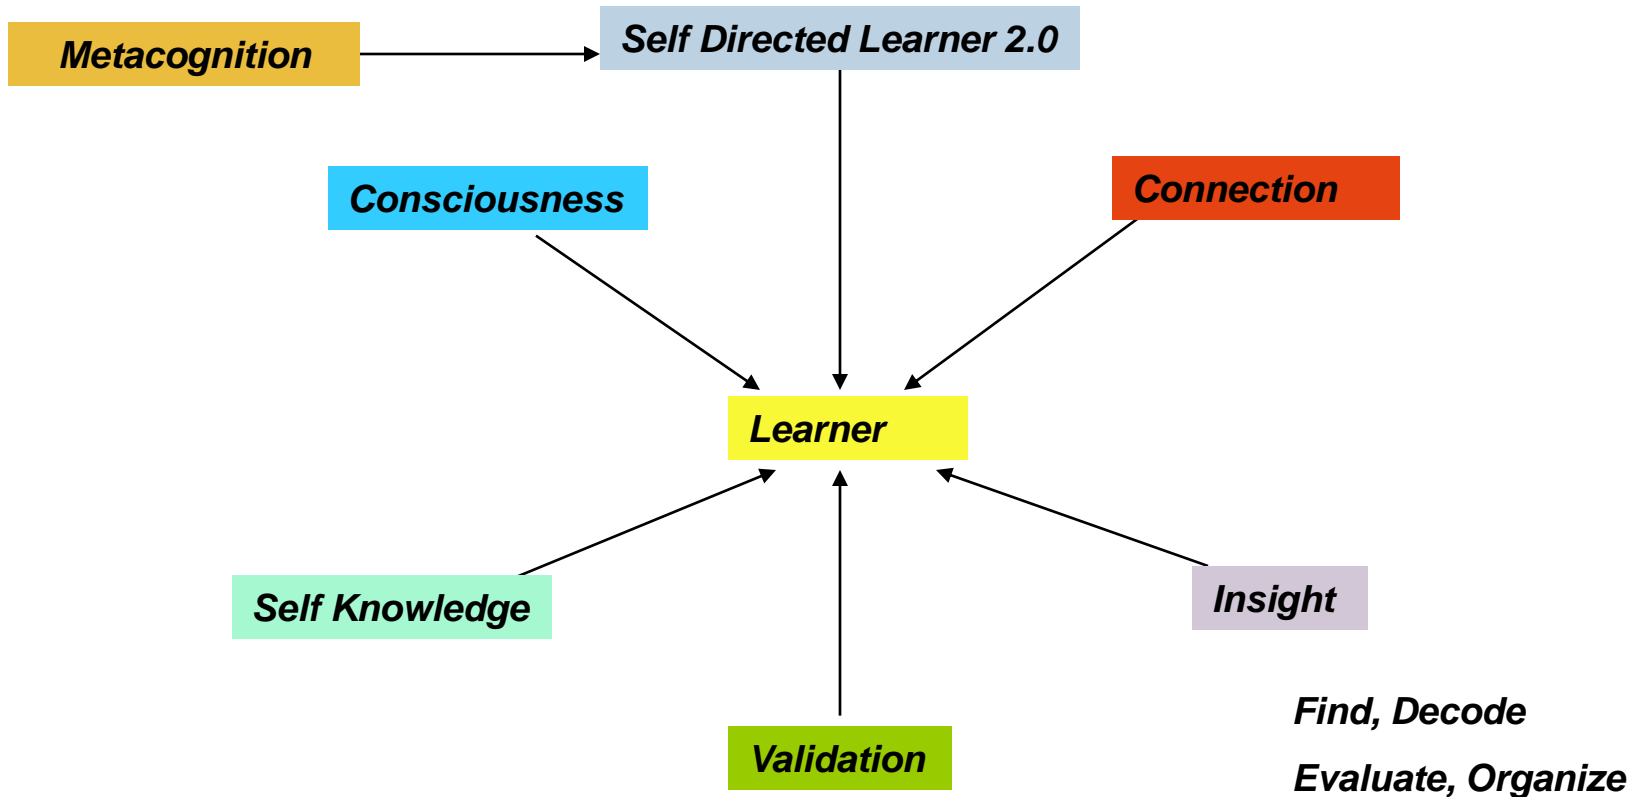 Metacognition
Self Directed Learner 2.0
Consciousness
Connection
Learner
Self Knowledge
Insight
Validation
Find, Decode
Evaluate, Organize